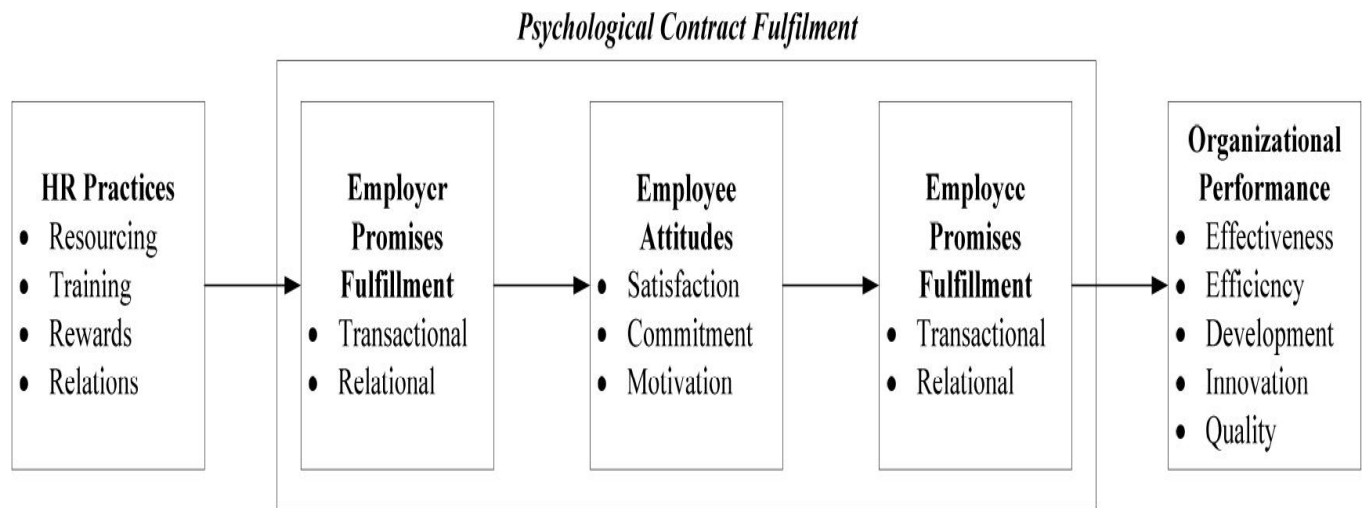 Psychological Contract Fulfilment
HR Practices
• Resourcing
• Training
• Rewards
• Relations
Employer
Promises
Fulfillment
• Transactional
• Relational
Employee
Attitudes
• Satisfaction
• Commitment
• Motivation
Employee
Promises
Fulfillment
• Transactional
• Relational
Organizational
Performance
• Effectiveness
• Efficiency
• Development
• Innovation
• Quality